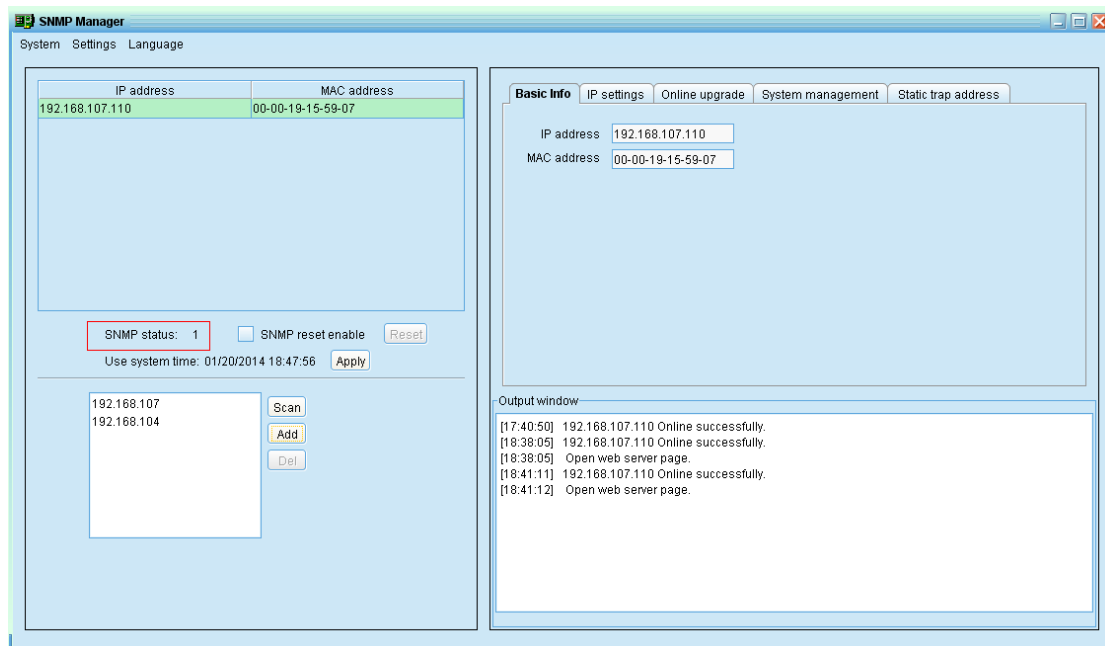 SNMP Manager
System Settings Language
IP address MAC address
192.168.107.110 00-00-19-15-59-07
SNMP status: 1 SNMP reset enable Reset
Use system time: 01/20/2014 18:47:56 Apply
192.168.107
192.168.104
Scan
Add
Del
Basic Info IP settings Online upgrade System management Static trap address
IP address 192.168.107.110
MAC address 00-00-19-15-59-07
Output window
[17:40:50] 192.168.107.110 Online successfully.
[18:38:05] 192.168.107.110 Online successfully.
[18:38:05] Open web server page.
[18:41:11] 192.168.107.110 Online successfully.
[18:41:12] Open web server page.